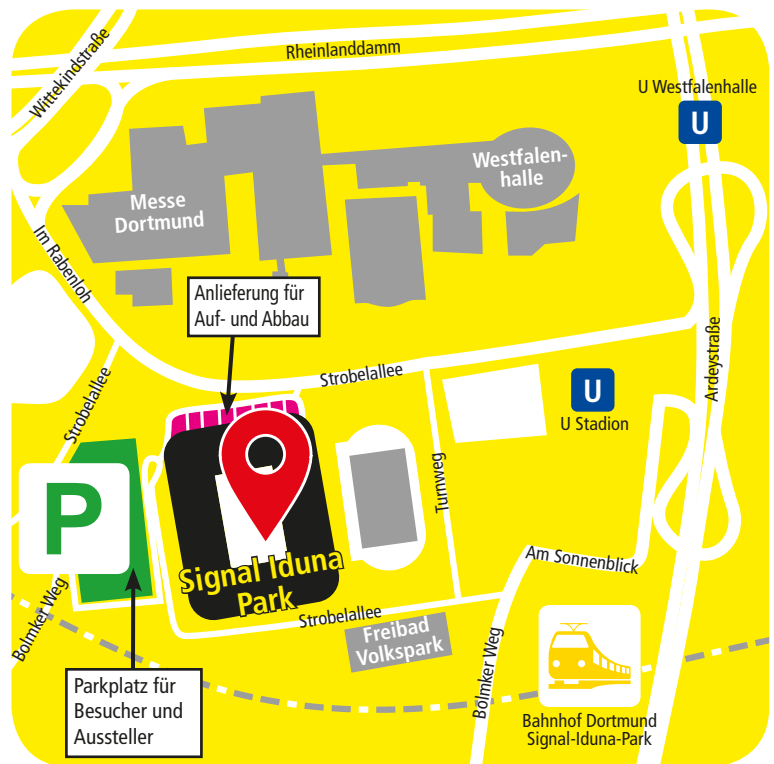 Rheinlanddamm
Wittekindstraße
U Westfalenhalle
U
Westfalen-
halle
Messe
Dortmund
Im Rabenloh
Anlieferung für
Auf- und Abbau
Strobelallee
Strobelallee
Ardeystraße
U
U Stadion
Turnweg
P
Signal Iduna
Park
Am Sonnenblick
Strobelallee
Freibad
Volkspark
Bolmker Weg
Bolmker Weg
Parkplatz für
Besucher und
Aussteller
Bahnhof Dortmund
Signal-Iduna-Park